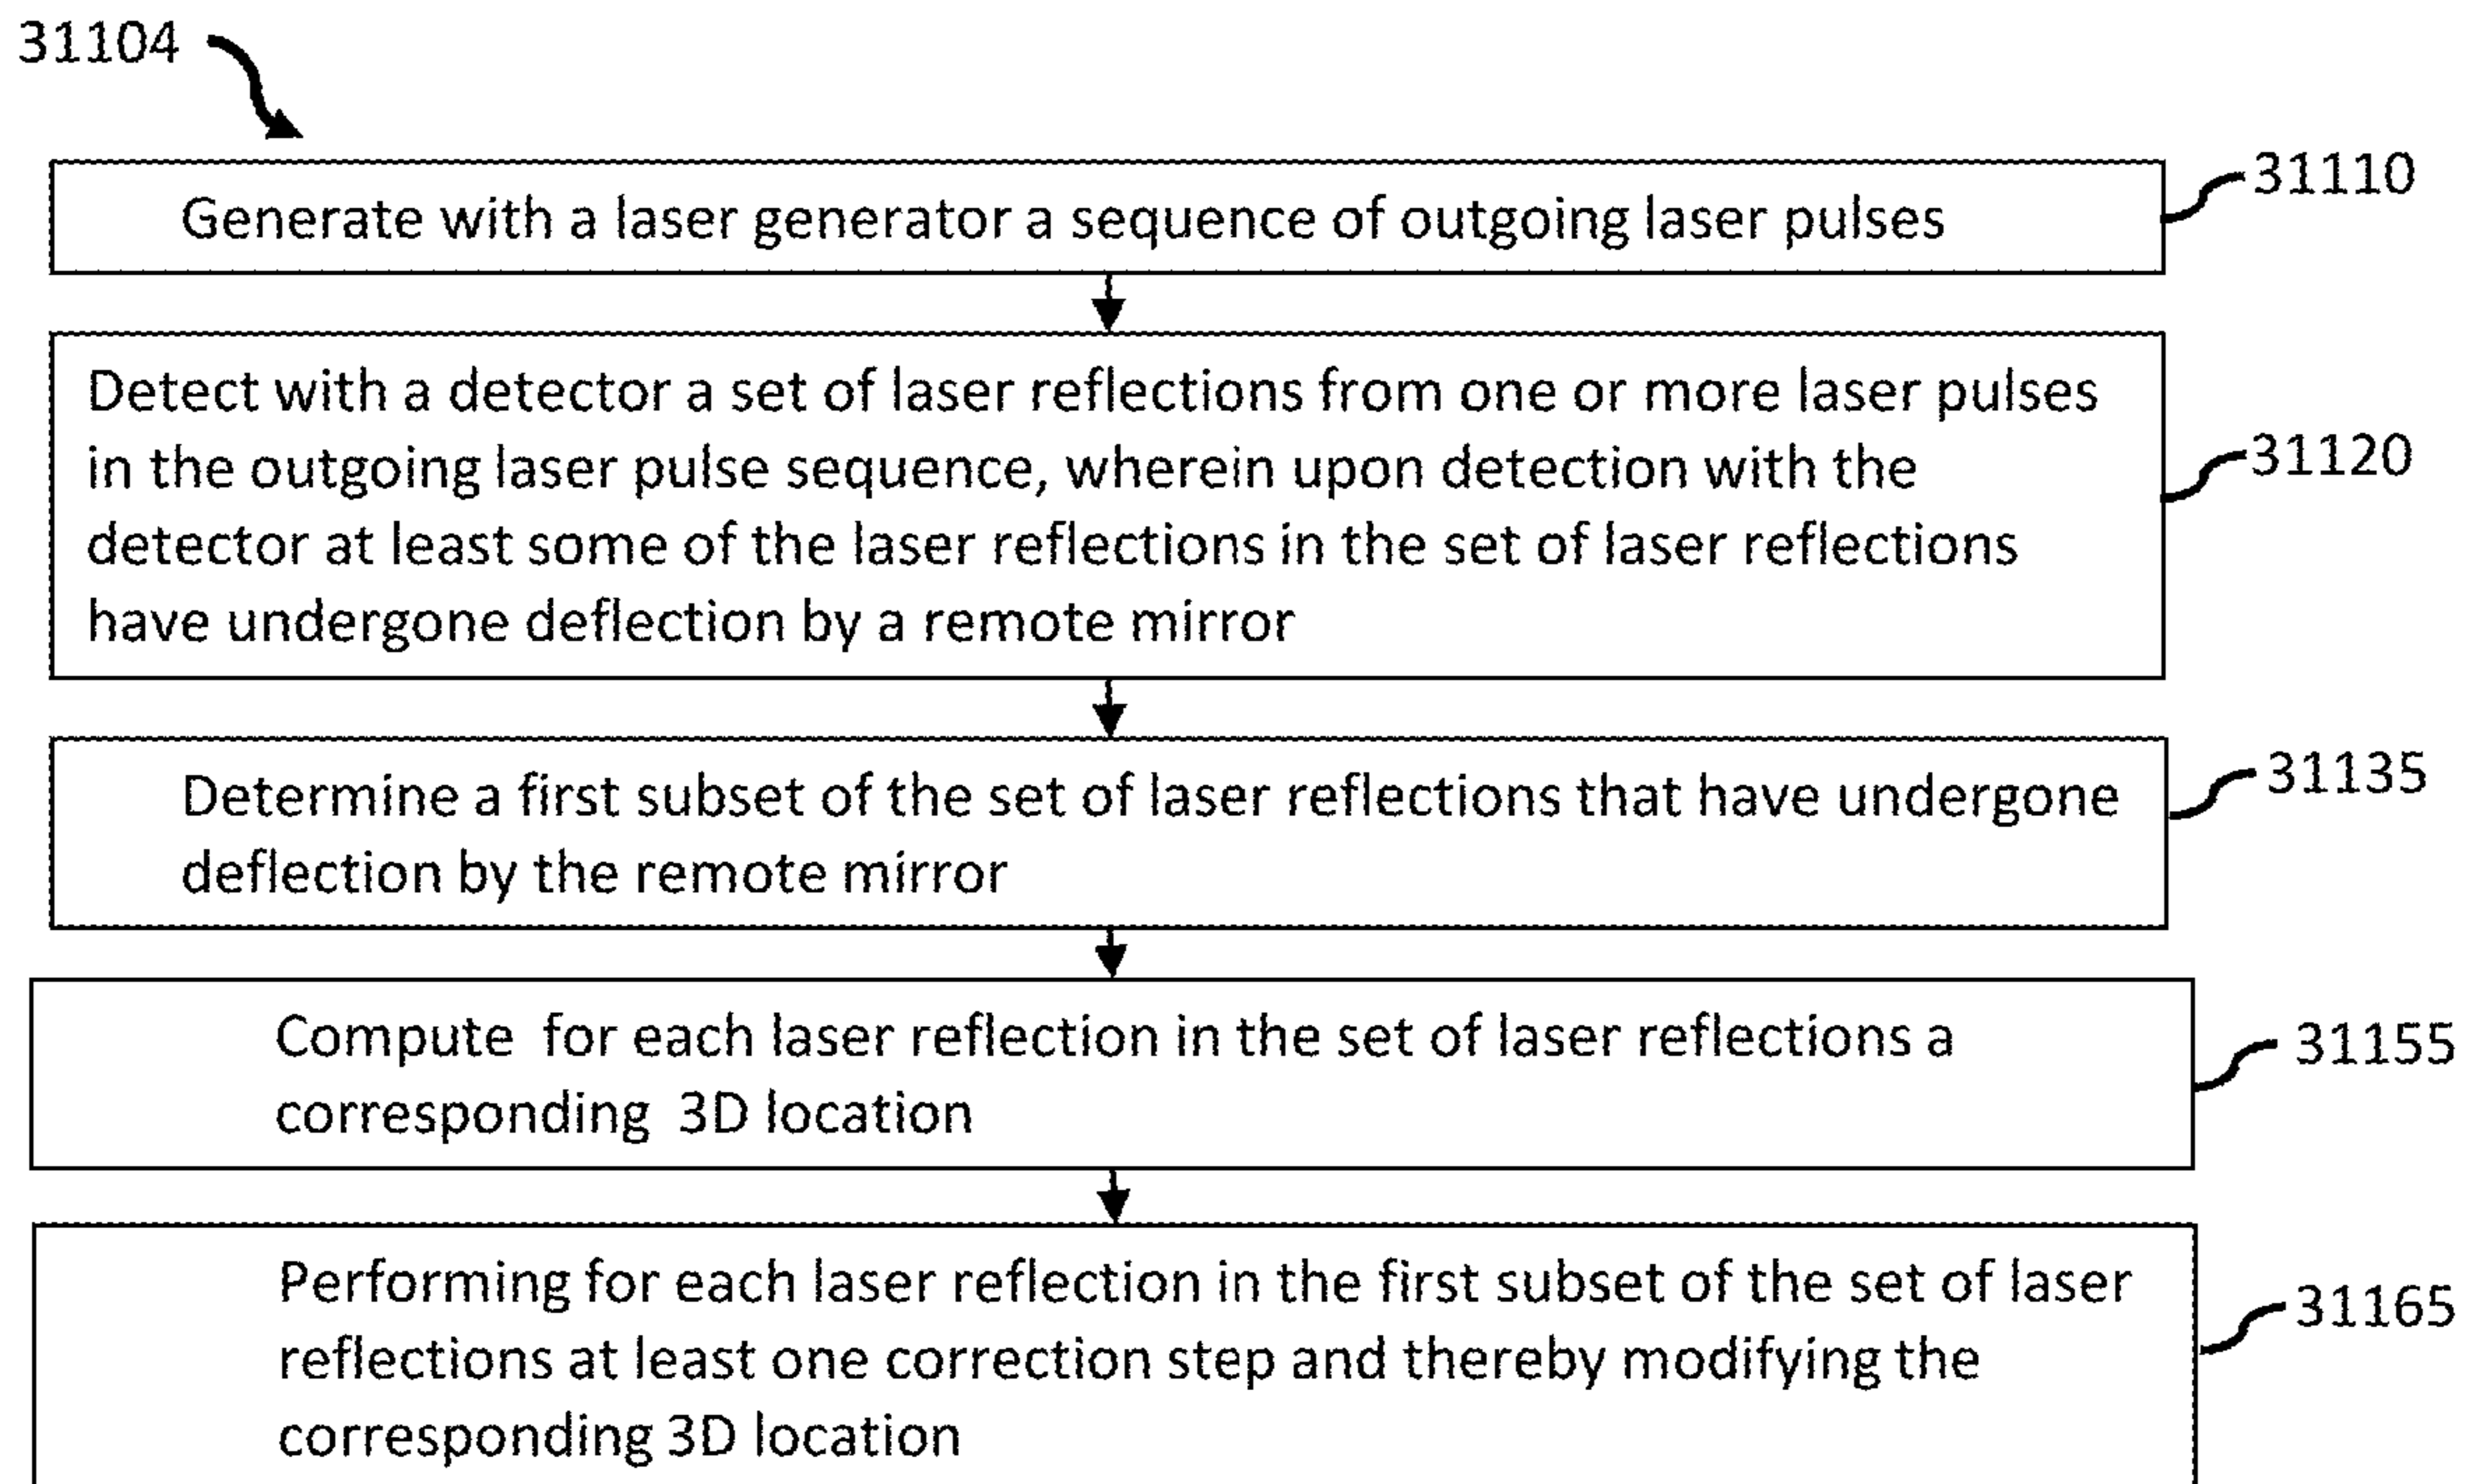 31104
Generate with a laser generator a sequence of outgoing laser pulses
31110
Detect with a detector a set of laser reflections from one or more laser pulses
in the outgoing laser pulse sequence, wherein upon detection with the
detector at least some of the laser reflections in the set of laser reflections
have undergone deflection by a remote mirror
31120
Determine a first subset of the set of laser reflections that have undergone
deflection by the remote mirror
31135
Compute for each laser reflection in the set of laser reflections a
corresponding 3D location
31155
Performing for each laser reflection in the first subset of the set of laser
reflections at least one correction step and thereby modifying the
corresponding 3D location
31165